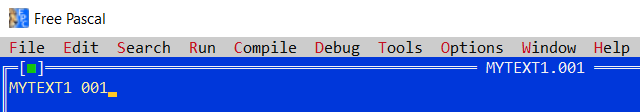 Free Pascal
File Edit Search Run Compile Debug Tools Options Window Help
MYTEXT1.001
MYTEXT1 001